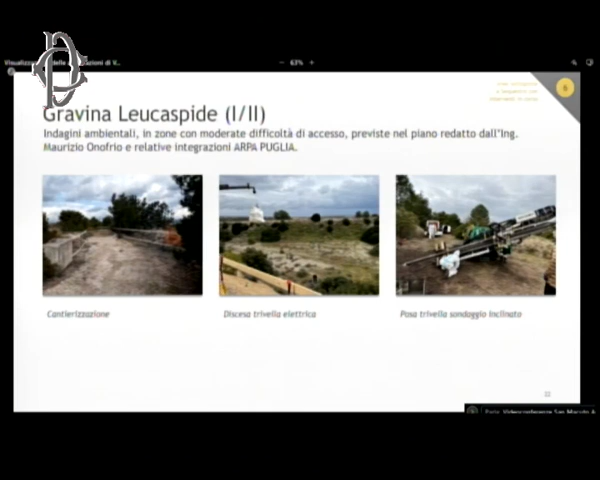 63%
Gravina Leucaspide (I/II)
Indagini ambientali, in zone con moderate difficoltà di accesso, previste nel piano redatto dall'Ing.
Maurizio Onofrio e relative integrazioni ARPA PUGLIA.
Cantierizzazione
Discesa trivella elettrica
Posa trivella sondaggio inclinato